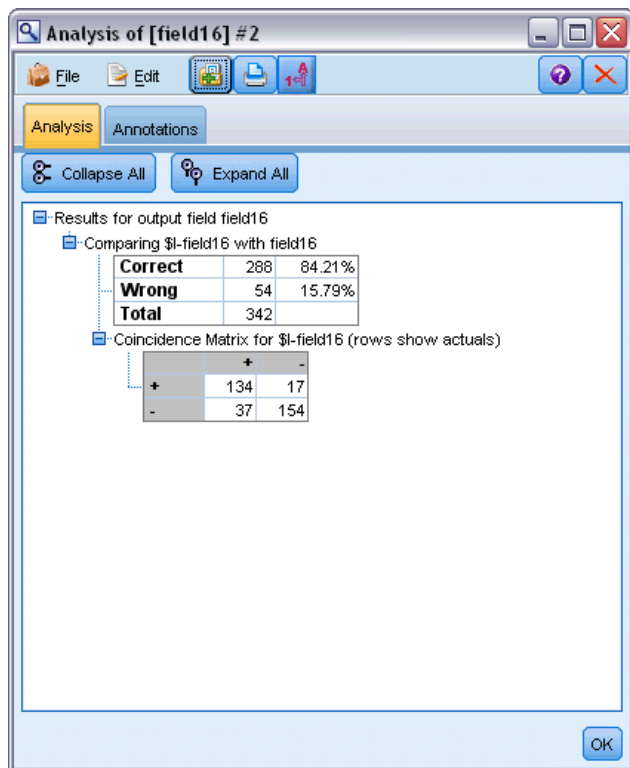 Analysis of [field16] #2
File Edit
Analysis Annotations
Collapse All Expand All
Results for output field field16
Comparing $I-field16 with field16
Correct 288 84.21%
Wrong 54 15.79%
Total 342
Coincidence Matrix for $I-field16 (rows show actuals)
+ -
+ 134 17
- 37 154
OK